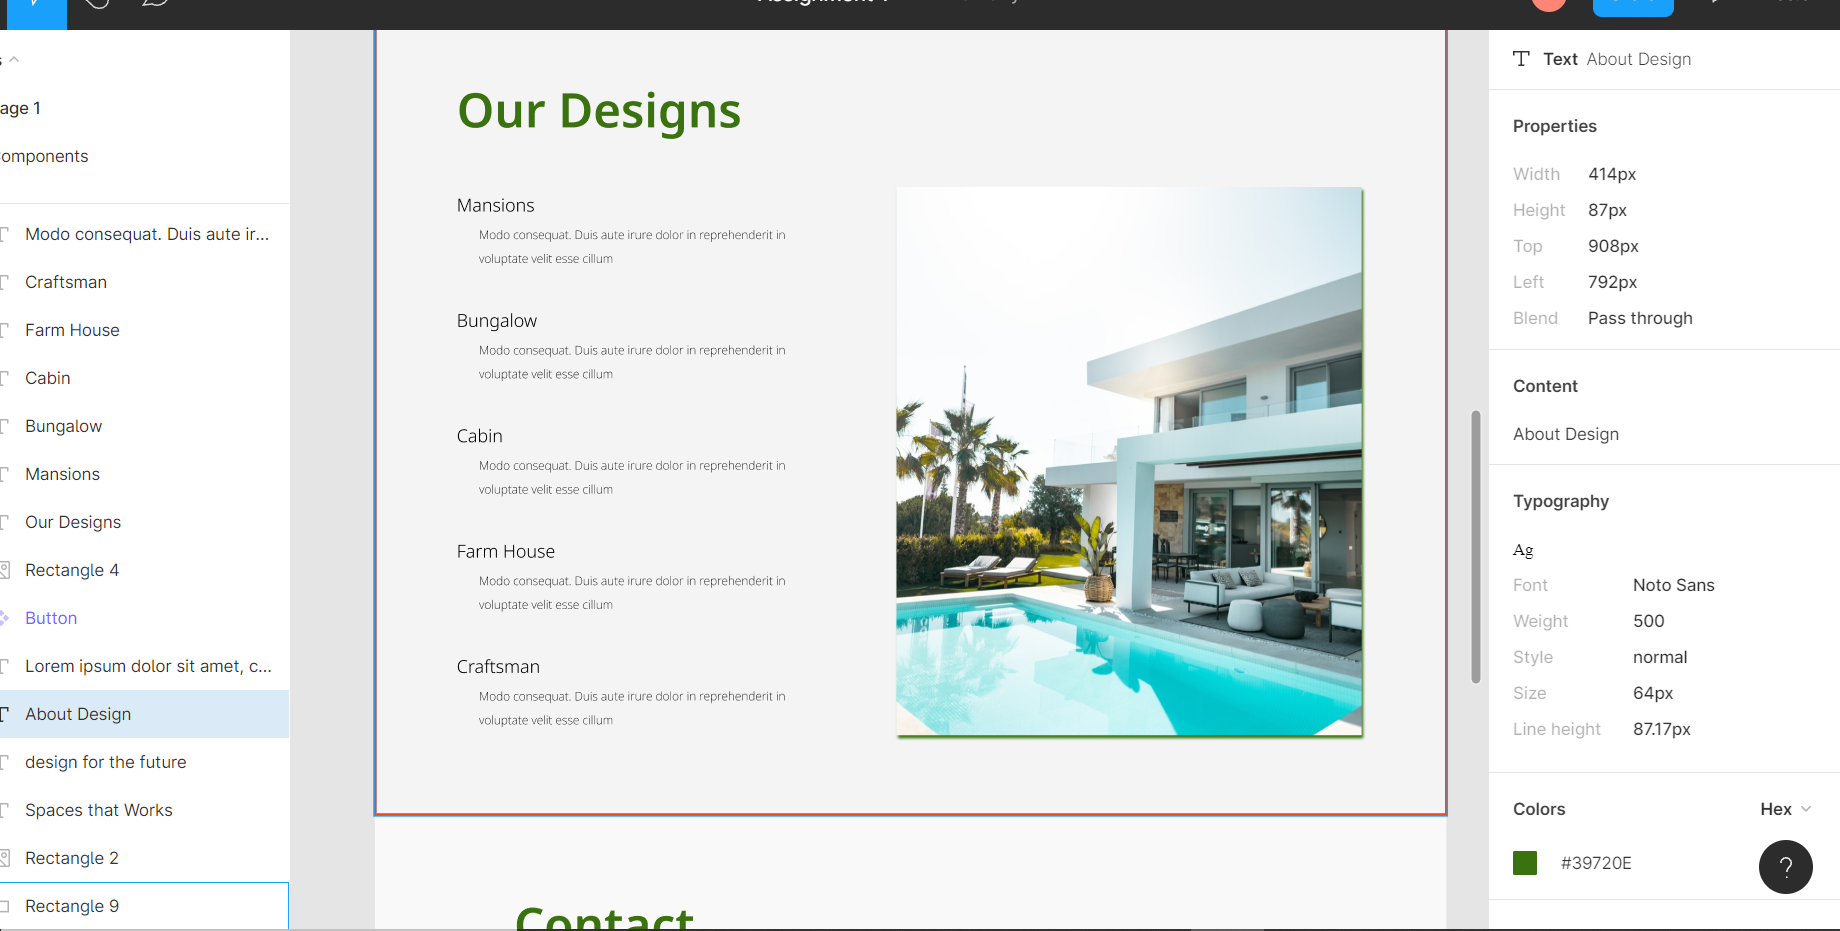 Assignment
age 1
omponents
Modo consequat. Duis aute ir...
Craftsman
Farm House
Cabin
Bungalow
Mansions
Our Designs
Rectangle 4
Button
Lorem ipsum dolor sit amet, c...
About Design
design for the future
Spaces that Works
Rectangle 2
Rectangle 9
Our Designs
Mansions
Modo consequat. Duis aute irure dolor in reprehenderit in
voluptate velit esse cillum
Bungalow
Modo consequat. Duis aute irure dolor in reprehenderit in
voluptate velit esse cillum
Cabin
Modo consequat. Duis aute irure dolor in reprehenderit in
voluptate velit esse cillum
Farm House
Modo consequat. Duis aute irure dolor in reprehenderit in
voluptate velit esse cillum
Craftsman
Modo consequat. Duis aute irure dolor in reprehenderit in
voluptate velit esse cillum
Contact
Text About Design
Properties
Width 414px
Height 87px
Top 908px
Left 792px
Blend Pass through
Content
About Design
Typography
Ag
Font Noto Sans
Weight 500
Style normal
Size 64px
Line height 87.17px
Colors Hex
#39720E
?